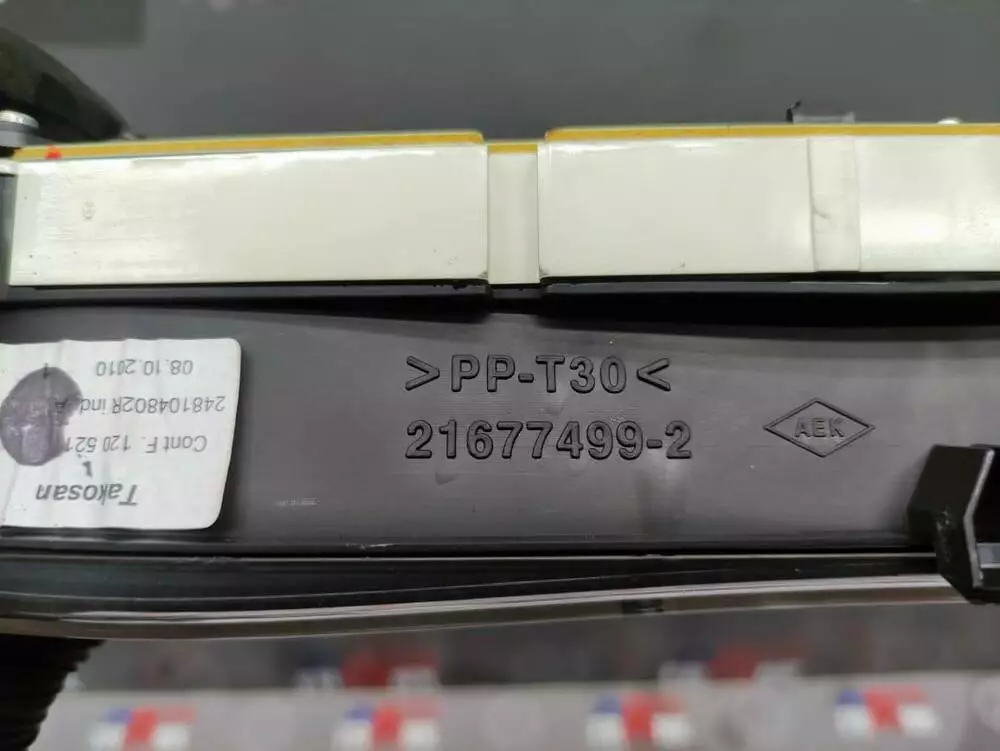 >PP-T30<
21677499-2
AEK
Takosan
Cont F. 120 521
248104802R ind. A
08.10.2010